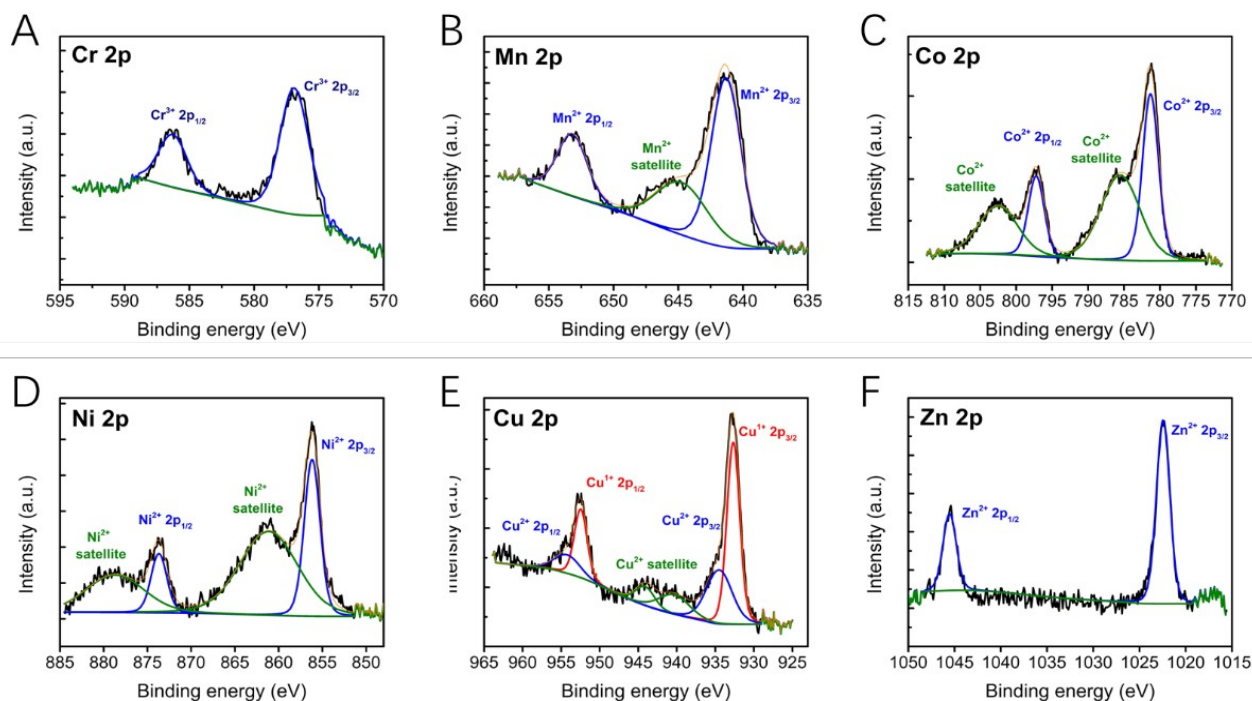 A
Cr 2p
Cr³⁺ 2p₁/₂
Cr³⁺ 2p₃/₂
Intensity (a.u.)
595 590 585 580 575 570
Binding energy (eV)
B
Mn 2p
Mn²⁺ 2p₁/₂
Mn²⁺
satellite
Mn²⁺ 2p₃/₂
Intensity (a.u.)
660 655 650 645 640 635
Binding energy (eV)
C
Co 2p
Co²⁺
satellite
Co²⁺ 2p₁/₂
Co²⁺
satellite
Co²⁺ 2p₃/₂
Intensity (a.u.)
815 810 805 800 795 790 785 780 775 770
Binding energy (eV)
D
Ni 2p
Ni²⁺
satellite
Ni²⁺ 2p₁/₂
Ni²⁺
satellite
Ni²⁺ 2p₃/₂
Intensity (a.u.)
885 880 875 870 865 860 855 850
Binding energy (eV)
E
Cu 2p
Cu²⁺ 2p₁/₂
Cu¹⁺ 2p₁/₂
Cu²⁺ satellite
Cu²⁺ 2p₃/₂
Cu¹⁺ 2p₃/₂
Intensity (a.u.)
965 960 955 950 945 940 935 930 925
Binding energy (eV)
F
Zn 2p
Zn²⁺ 2p₁/₂
Zn²⁺ 2p₃/₂
Intensity (a.u.)
1050 1045 1040 1035 1030 1025 1020 1015
Binding energy (eV)